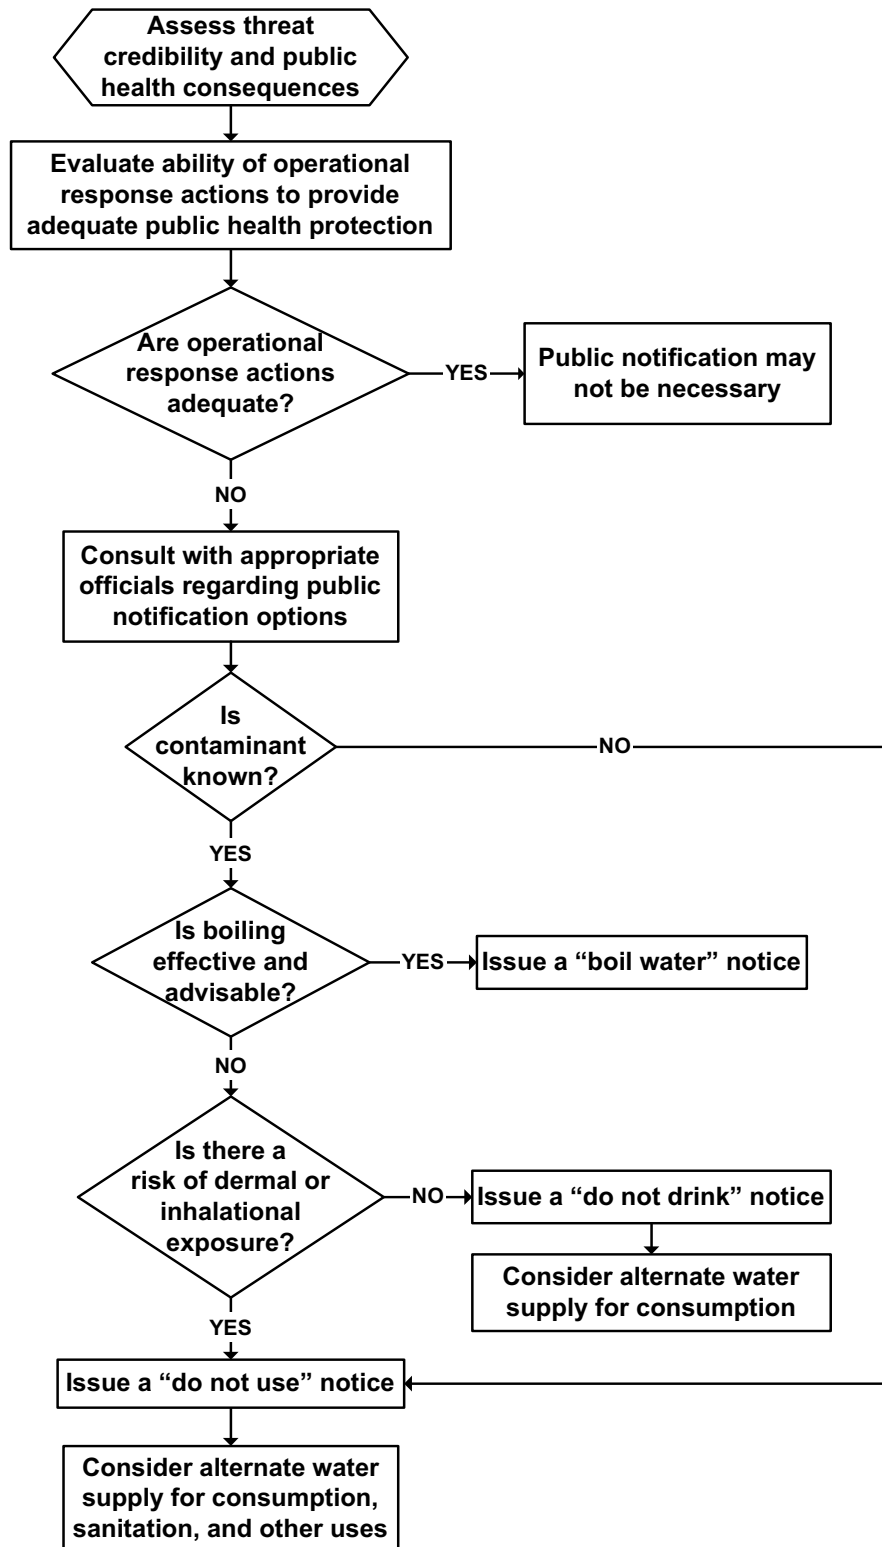 Assess threat
credibility and public
health consequences
Evaluate ability of operational
response actions to provide
adequate public health protection
Are operational
response actions
adequate?
YES
Public notification may
not be necessary
NO
Consult with appropriate
officials regarding public
notification options
Is
contaminant
known?
NO
YES
Is boiling
effective and
advisable?
YES
Issue a “boil water” notice
NO
Is there a
risk of dermal or
inhalational
exposure?
NO
Issue a “do not drink” notice
Consider alternate water
supply for consumption
YES
Issue a “do not use” notice
Consider alternate water
supply for consumption,
sanitation, and other uses